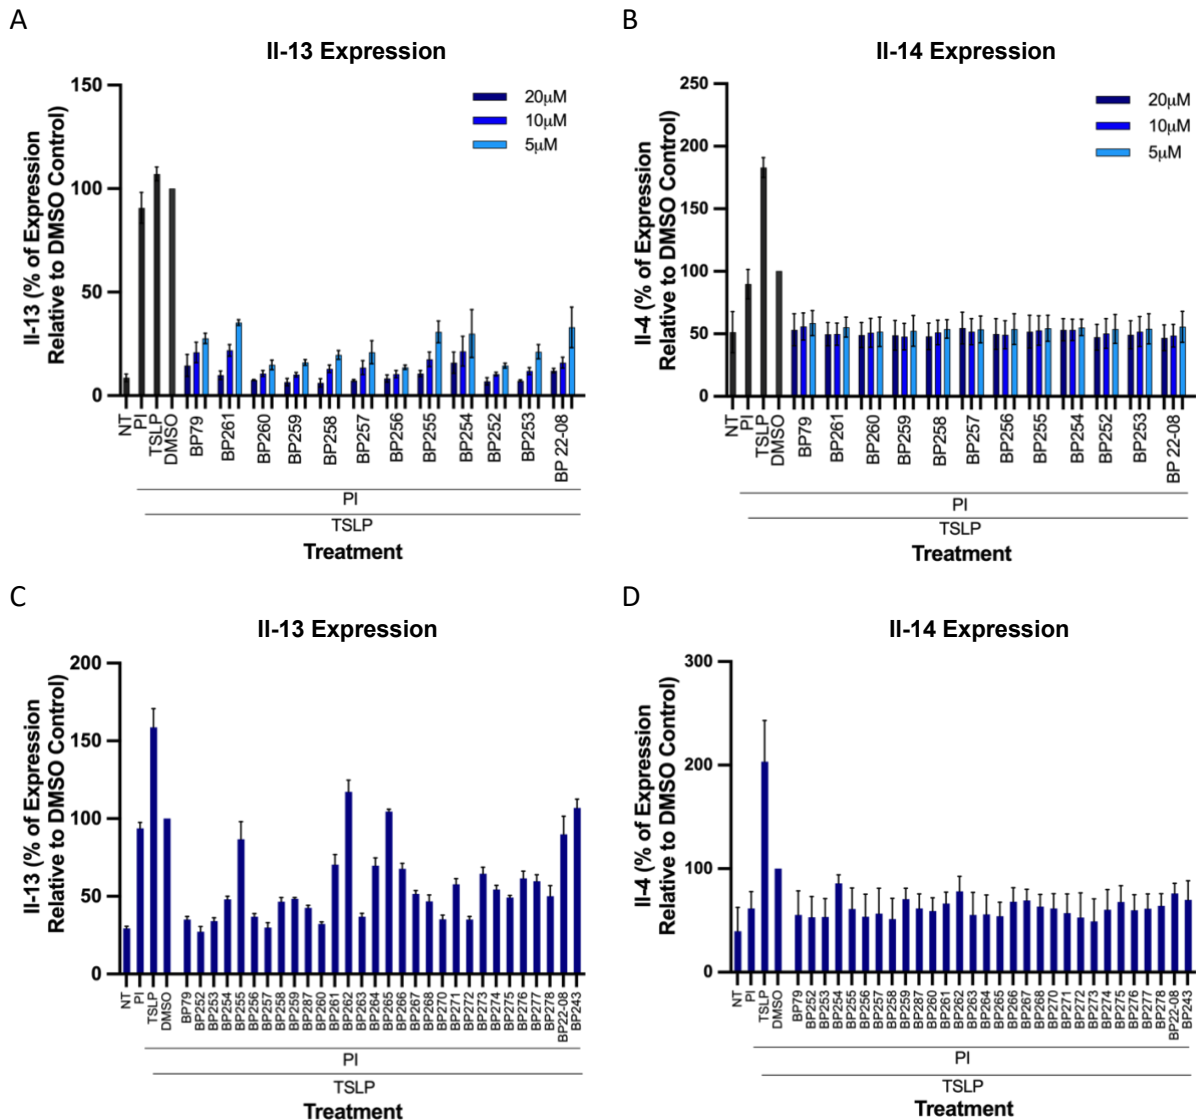 A
Il-13 Expression
Il-13 (% of Expression
Relative to DMSO Control)
150
100
50
0
20μM
10μM
5μM
NT
PI
TSLP
DMSO
BP79
BP261
BP260
BP259
BP258
BP257
BP256
BP255
BP254
BP252
BP253
BP 22-08
PI
TSLP
Treatment
B
Il-14 Expression
Il-4 (% of Expression
Relative to DMSO Control)
250
200
150
100
50
0
20μM
10μM
5μM
NT
PI
TSLP
DMSO
BP79
BP261
BP260
BP259
BP258
BP257
BP256
BP255
BP254
BP252
BP253
BP 22-08
PI
TSLP
Treatment
C
Il-13 Expression
Il-13 (% of Expression
Relative to DMSO Control)
200
150
100
50
0
NT
PI
TSLP
DMSO
BP79
BP252
BP253
BP254
BP255
BP256
BP257
BP258
BP259
BP287
BP260
BP261
BP262
BP263
BP264
BP265
BP266
BP267
BP268
BP270
BP271
BP272
BP273
BP274
BP275
BP276
BP277
BP278
BP22-08
BP243
PI
TSLP
Treatment
D
Il-14 Expression
Il-4 (% of Expression
Relative to DMSO Control)
300
200
100
0
NT
PI
TSLP
DMSO
BP79
BP252
BP253
BP254
BP255
BP256
BP257
BP258
BP259
BP287
BP260
BP261
BP262
BP263
BP264
BP265
BP266
BP267
BP268
BP270
BP271
BP272
BP273
BP274
BP275
BP276
BP277
BP278
BP22-08
BP243
PI
TSLP
Treatment